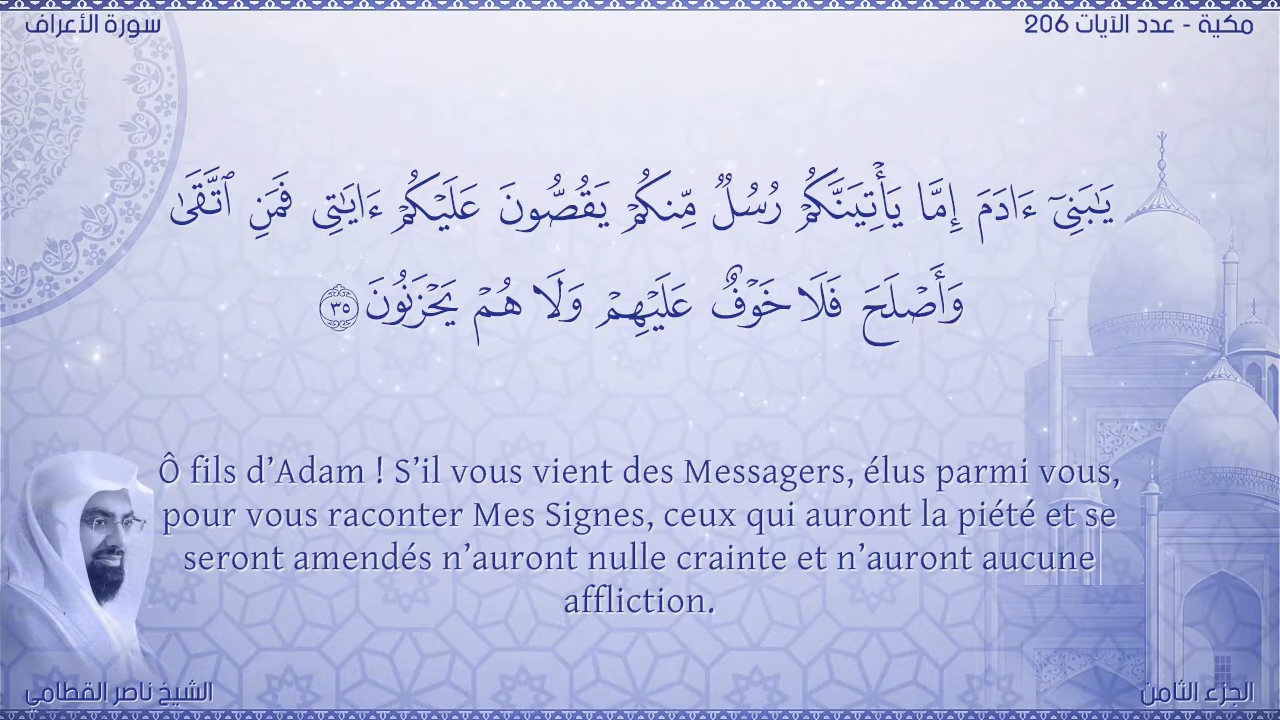 سورة الأعراف
مكية - عدد الآيات 206
يَـٰبَنِىٓ ءَادَمَ إِمَّا يَأْتِيَنَّكُمْ رُسُلٌ مِّنكُمْ يَقُصُّونَ عَلَيْكُمْ ءَايَـٰتِى فَمَنِ ٱتَّقَىٰ
وَأَصْلَحَ فَلَا خَوْفٌ عَلَيْهِمْ وَلَا هُمْ يَحْزَنُونَ ٣٥
Ô fils d’Adam ! S’il vous vient des Messagers, élus parmi vous,
pour vous raconter Mes Signes, ceux qui auront la piété et se
seront amendés n’auront nulle crainte et n’auront aucune
affliction.
الشيخ ناصر القطامي
الجزء الثامن